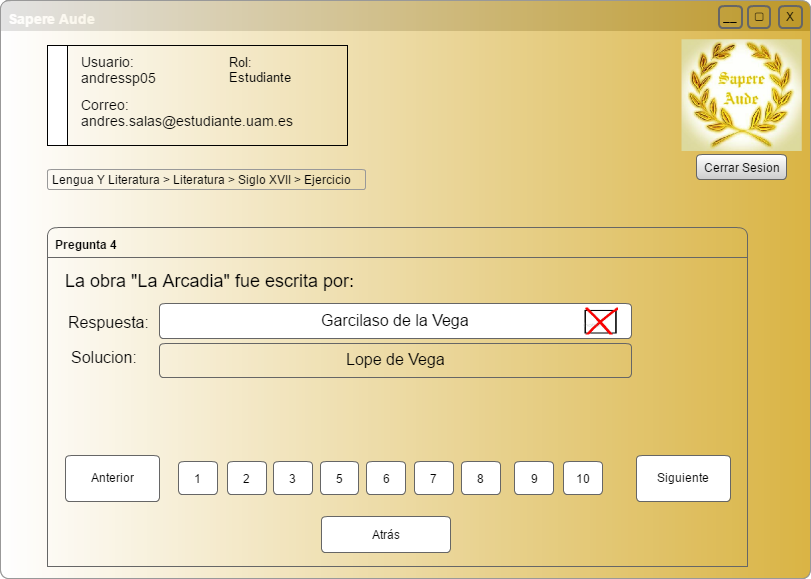 Sapere Aude
__ □ X
Usuario:
andressp05
Rol:
Estudiante
Correo:
andres.salas@estudiante.uam.es
Sapere
Aude
Cerrar Sesion
Lengua Y Literatura > Literatura > Siglo XVII > Ejercicio
Pregunta 4
La obra "La Arcadia" fue escrita por:
Respuesta: Garcilaso de la Vega
Solucion: Lope de Vega
Anterior 1 2 3 5 6 7 8 9 10 Siguiente
Atrás